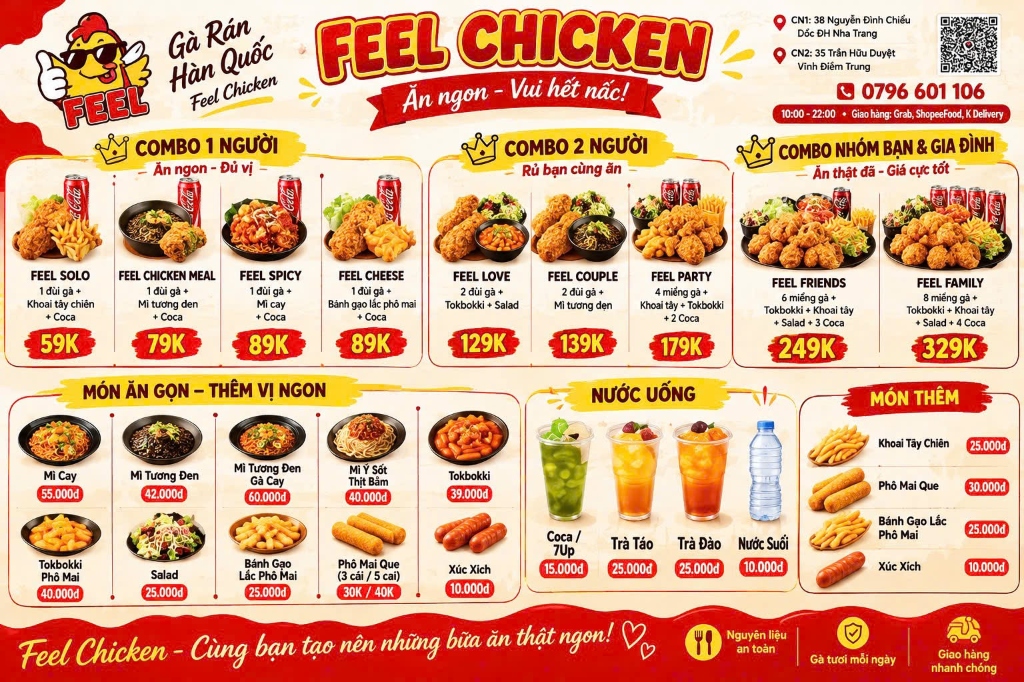 FEEL
Gà Rán
Hàn Quốc
Feel Chicken
FEEL CHICKEN
Ăn ngon - Vui hết nấc!
CN1: 38 Nguyễn Đình Chiểu
Dốc ĐH Nha Trang
CN2: 35 Trần Hữu Duyệt
Vĩnh Điềm Trung
0796 601 106
10:00 - 22:00 • Giao hàng: Grab, ShopeeFood, K Delivery
COMBO 1 NGƯỜI
Ăn ngon - Đủ vị
FEEL SOLO
1 đùi gà +
Khoai tây chiên
+ Coca
59K
FEEL CHICKEN MEAL
1 đùi gà +
Mì tương đen
+ Coca
79K
FEEL SPICY
1 đùi gà +
Mì cay
+ Coca
89K
FEEL CHEESE
1 đùi gà +
Bánh gạo lắc phô mai
+ Coca
89K
COMBO 2 NGƯỜI
Rủ bạn cùng ăn
FEEL LOVE
2 đùi gà +
Tokbokki + Salad
129K
FEEL COUPLE
2 đùi gà +
Mì tương đen
139K
FEEL PARTY
4 miếng gà +
Khoai tây + Tokbokki
+ 2 Coca
179K
COMBO NHÓM BẠN & GIA ĐÌNH
Ăn thật đã - Giá cực tốt
FEEL FRIENDS
6 miếng gà +
Tokbokki + Khoai tây
+ Salad + 3 Coca
249K
FEEL FAMILY
8 miếng gà +
Tokbokki + Khoai tây
+ Salad + 4 Coca
329K
MÓN ĂN GỌN – THÊM VỊ NGON
Mì Cay
55.000đ
Mì Tương Đen
42.000đ
Mì Tương Đen
Gà Cay
60.000đ
Mì Ý Sốt
Thịt Bằm
40.000đ
Tokbokki
39.000đ
Tokbokki
Phô Mai
40.000đ
Salad
25.000đ
Bánh Gạo
Lắc Phô Mai
25.000đ
Phô Mai Que
(3 cái / 5 cai)
30K / 40K
Xúc Xích
10.000đ
NƯỚC UỐNG
Coca /
7Up
15.000đ
Trà Táo
25.000đ
Trà Đào
25.000đ
Nước Suối
10.000đ
MÓN THÊM
Khoai Tây Chiên
25.000đ
Phô Mai Que
30.000đ
Bánh Gạo Lắc
Phô Mai
25.000đ
Xúc Xích
10.000đ
Feel Chicken - Cùng bạn tạo nên những bữa ăn thật ngon!
Nguyên liệu
an toàn
Gà tươi mỗi ngày
Giao hàng
nhanh chóng